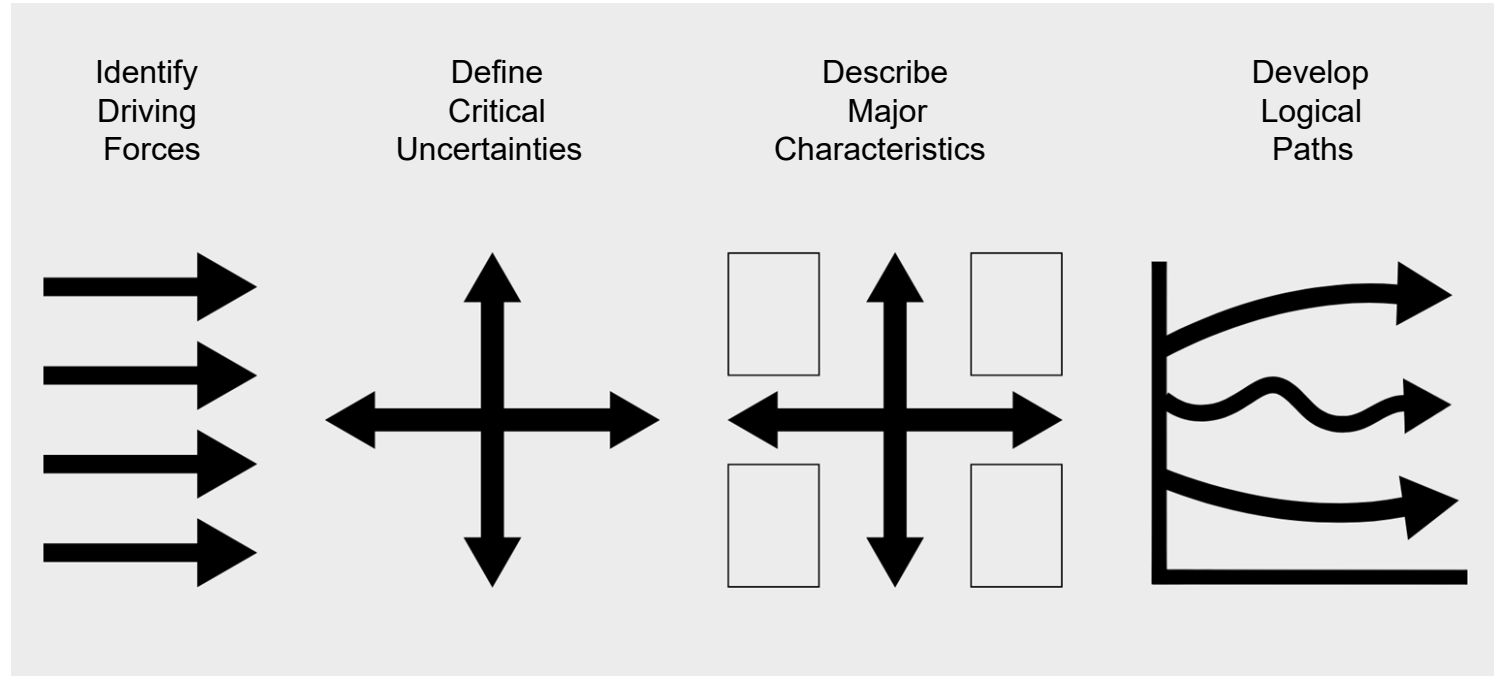 Identify
Driving
Forces
Define
Critical
Uncertainties
Describe
Major
Characteristics
Develop
Logical
Paths